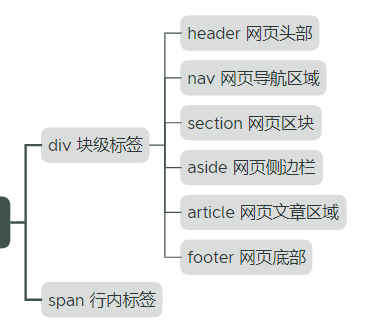 header 网页头部
nav 网页导航区域
section 网页区块
div 块级标签
aside 网页侧边栏
article 网页文章区域
footer 网页底部
span 行内标签